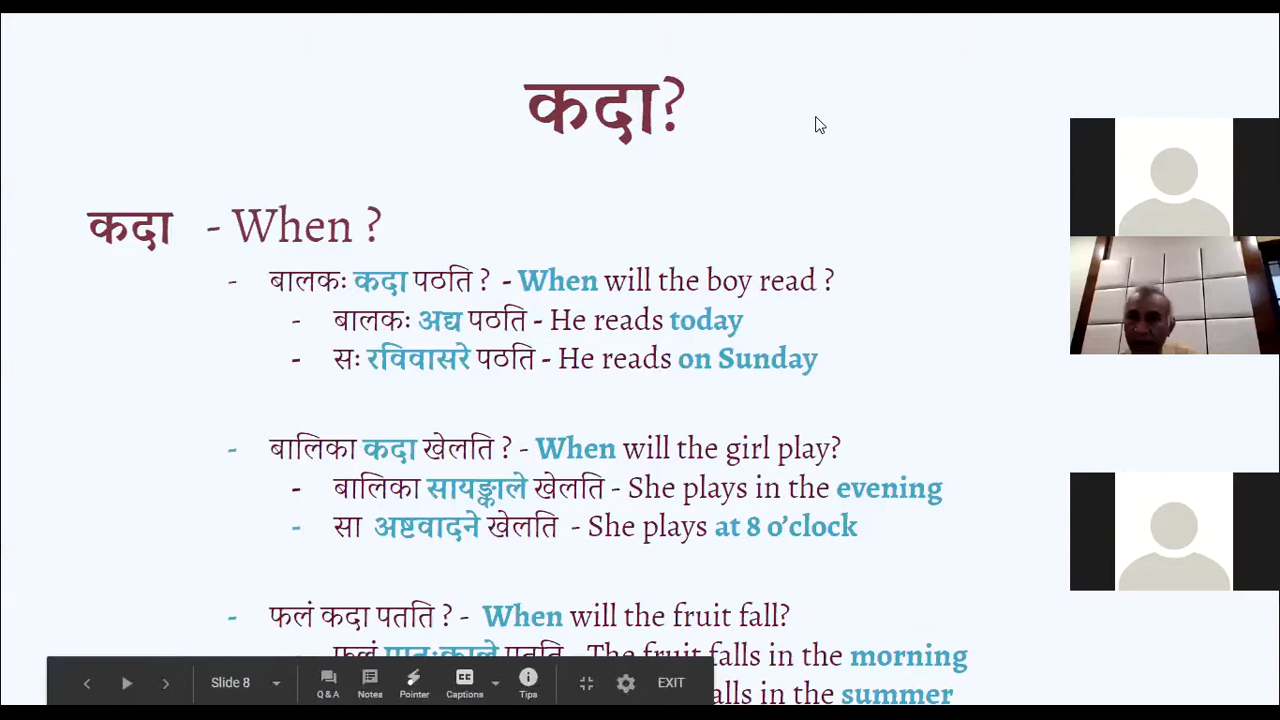 कदा?
कदा - When ?
- बालकः कदा पठति ? - When will the boy read ?
- बालकः अद्य पठति - He reads today
- सः रविवासरे पठति - He reads on Sunday
- बालिका कदा खेलति ? - When will the girl play?
- बालिका सायङ्काले खेलति - She plays in the evening
- सा अष्टवादने खेलति - She plays at 8 o’clock
- फलं कदा पतति ? - When will the fruit fall?
- फलं प्रातःकाले पतति - The fruit falls in the morning
alls in the summer
Slide 8
Q & A Notes Pointer Captions Tips EXIT